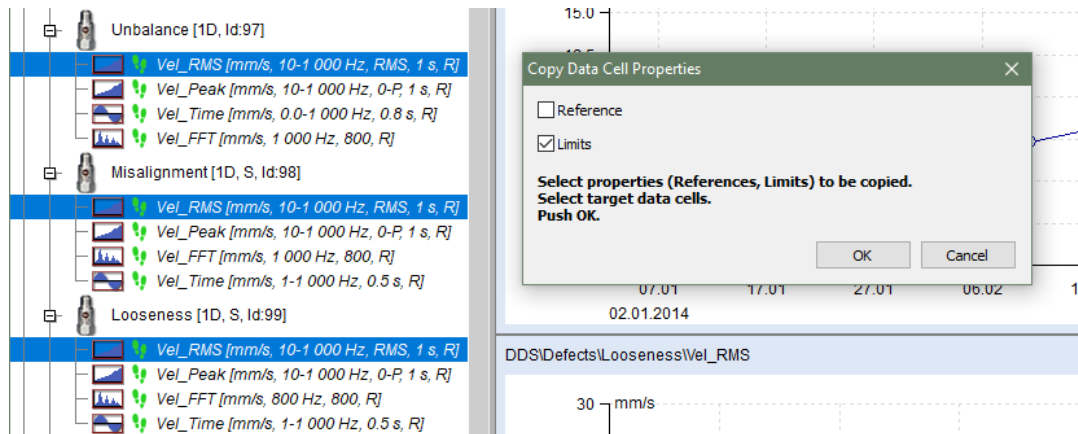 Unbalance [1D, Id:97]
Vel_RMS [mm/s, 10-1 000 Hz, RMS, 1 s, R]
Vel_Peak [mm/s, 10-1 000 Hz, 0-P, 1 s, R]
Vel_Time [mm/s, 0.0-1 000 Hz, 0.8 s, R]
Vel_FFT [mm/s, 1 000 Hz, 800, R]
Misalignment [1D, S, Id:98]
Vel_RMS [mm/s, 10-1 000 Hz, RMS, 1 s, R]
Vel_Peak [mm/s, 10-1 000 Hz, 0-P, 1 s, R]
Vel_FFT [mm/s, 1 000 Hz, 800, R]
Vel_Time [mm/s, 1-1 000 Hz, 0.5 s, R]
Looseness [1D, S, Id:99]
Vel_RMS [mm/s, 10-1 000 Hz, RMS, 1 s, R]
Vel_Peak [mm/s, 10-1 000 Hz, 0-P, 1 s, R]
Vel_FFT [mm/s, 800 Hz, 800, R]
Vel_Time [mm/s, 1-1 000 Hz, 0.5 s, R]
15.0
Copy Data Cell Properties
Reference
Limits
Select properties (References, Limits) to be copied.
Select target data cells.
Push OK.
OK Cancel
07.01 17.01 27.01 06.02
02.01.2014
DDS\Defects\Looseness\Vel_RMS
30 mm/s